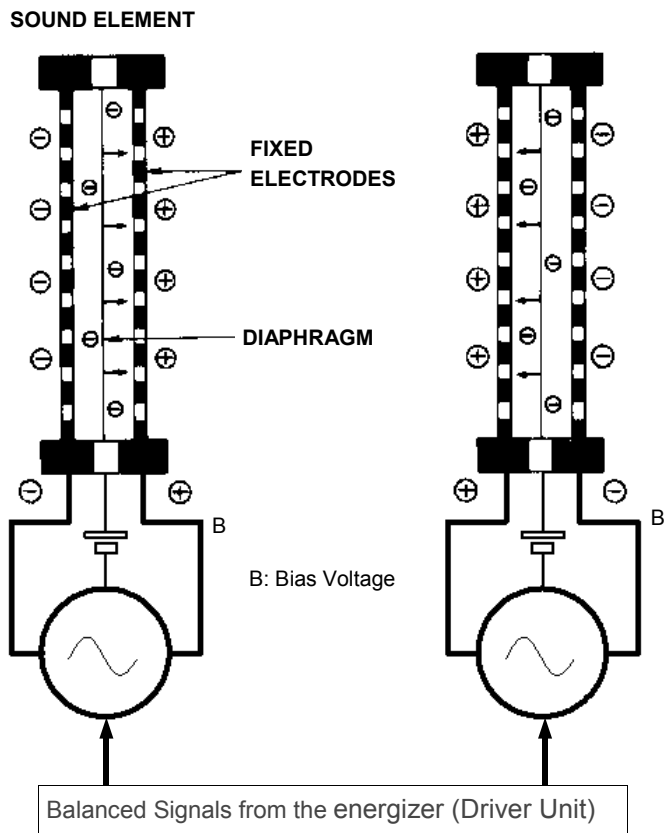 SOUND ELEMENT
FIXED
ELECTRODES
DIAPHRAGM
B
B
B: Bias Voltage
Balanced Signals from the energizer (Driver Unit)